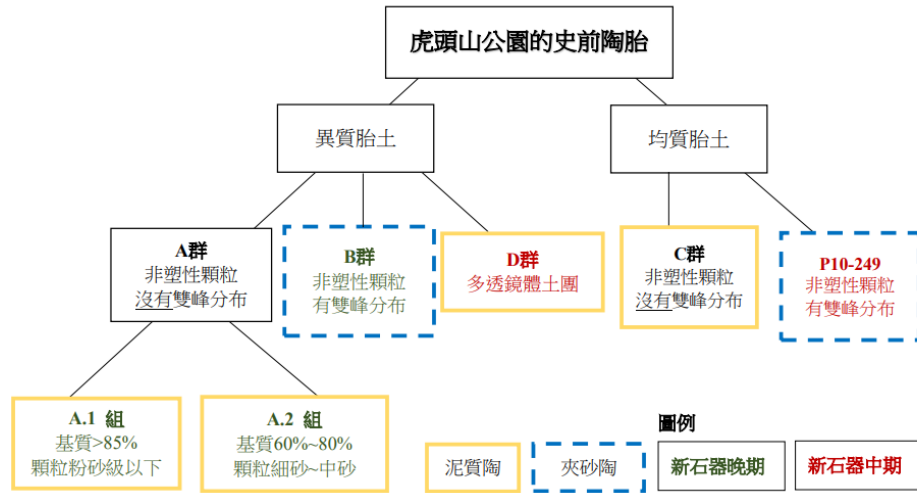 虎頭山公園的史前陶胎
異質胎土
均質胎土
A群
非塑性顆粒
沒有雙峰分布
B群
非塑性顆粒
有雙峰分布
D群
多透鏡體土團
C群
非塑性顆粒
沒有雙峰分布
P10-249
非塑性顆粒
有雙峰分布
A.1 組
基質>85%
顆粒粉砂級以下
A.2 組
基質60%~80%
顆粒細砂~中砂
圖例
泥質陶
夾砂陶
新石器晚期
新石器中期